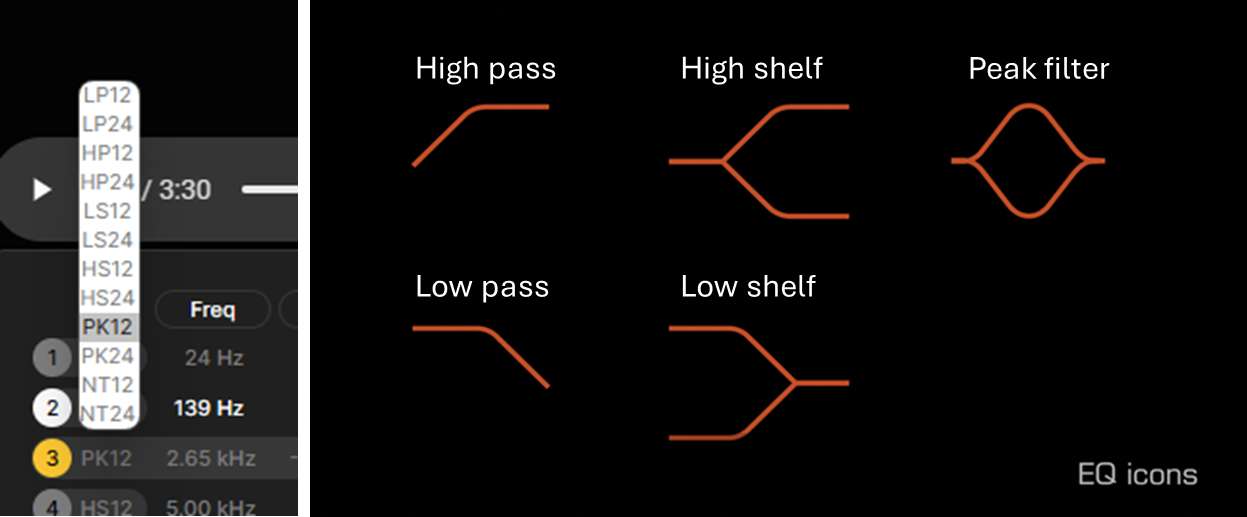 LP12
LP24
HP12
HP24
/ 3:30
LS12
LS24
HS12
HS24
PK12
PK24
NT12
NT24
Freq
1 24 Hz
2 139 Hz
3 PK12 2.65 kHz -
4 HS12 5.00 kHz
High pass
High shelf
Peak filter
Low pass
Low shelf
EQ icons